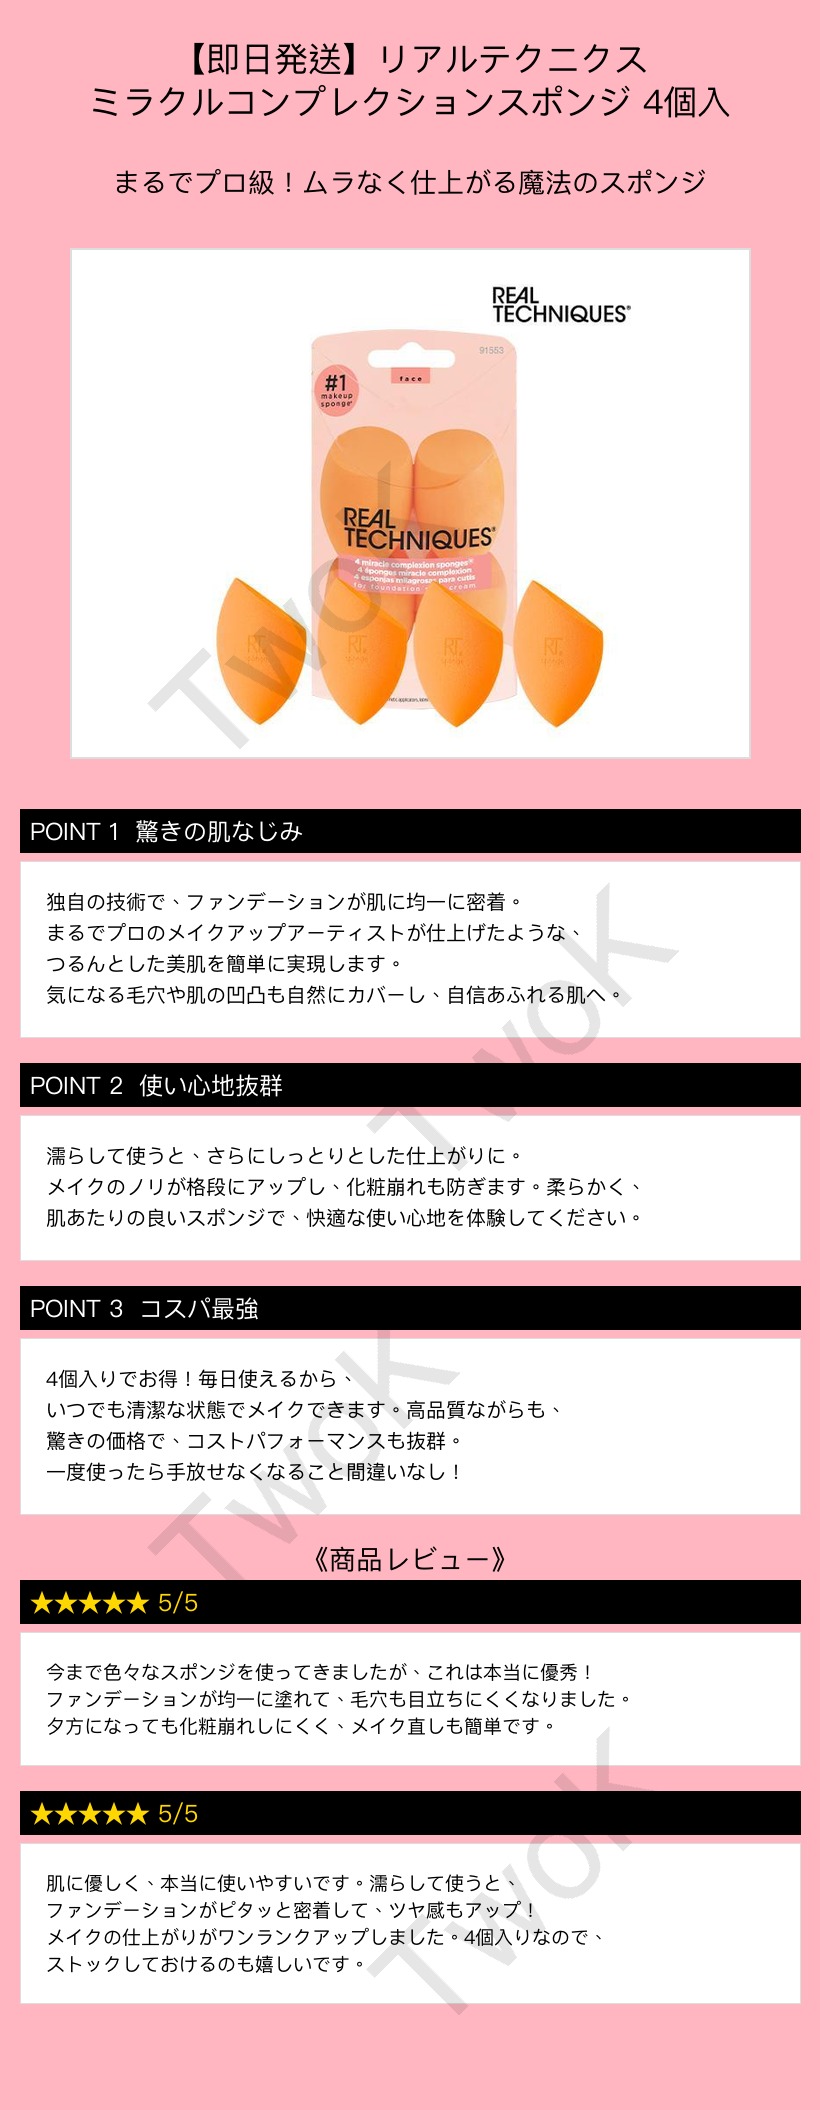 【即日発送】リアルテクニクス
ミラクルコンプレクションスポンジ 4個入
まるでプロ級！ムラなく仕上がる魔法のスポンジ
REAL
TECHNIQUES®
91553
face
#1
makeup
sponge
REAL
TECHNIQUES®
4 miracle complexion sponges®
4 éponges miracle complexion
4 esponjas milagrosas para cutis
for foundation cream
RT.
RT.
RT.
RT.
TwoK
POINT 1 驚きの肌なじみ
独自の技術で、ファンデーションが肌に均一に密着。
まるでプロのメイクアップアーティストが仕上げたような、
つるんとした美肌を簡単に実現します。
気になる毛穴や肌の凹凸も自然にカバーし、自信あふれる肌へ。
TwoK
POINT 2 使い心地抜群
濡らして使うと、さらにしっとりとした仕上がりに。
メイクのノリが格段にアップし、化粧崩れも防ぎます。柔らかく、
肌あたりの良いスポンジで、快適な使い心地を体験してください。
POINT 3 コスパ最強
4個入りでお得！毎日使えるから、
いつでも清潔な状態でメイクできます。高品質ながらも、
驚きの価格で、コストパフォーマンスも抜群。
一度使ったら手放せなくなること間違いなし！
TwoK
《商品レビュー》
★★★★★ 5/5
今まで色々なスポンジを使ってきましたが、これは本当に優秀！
ファンデーションが均一に塗れて、毛穴も目立ちにくくなりました。
夕方になっても化粧崩れしにくく、メイク直しも簡単です。
★★★★★ 5/5
肌に優しく、本当に使いやすいです。濡らして使うと、
ファンデーションがピタッと密着して、ツヤ感もアップ！
メイクの仕上がりがワンランクアップしました。4個入りなので、
ストックしておけるのも嬉しいです。
TwoK